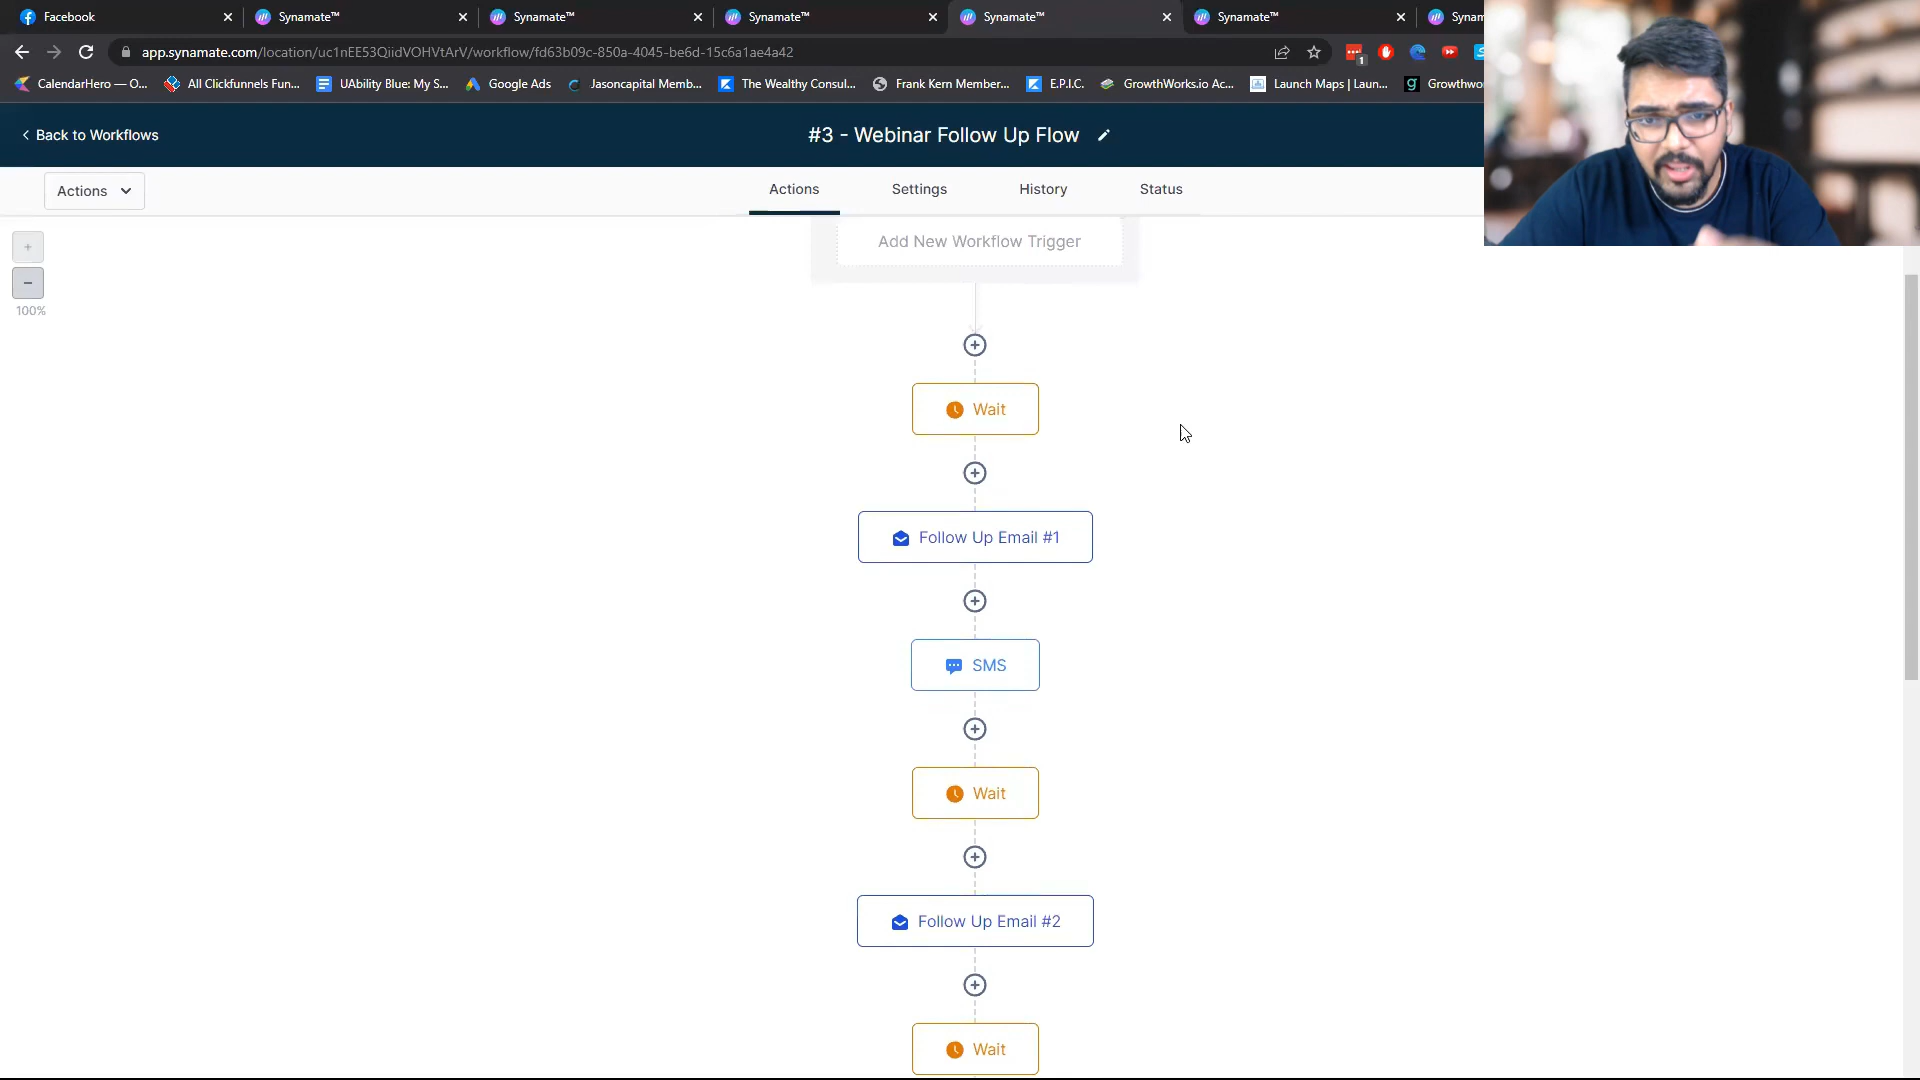 Facebook
Synamate™
Synamate™
Synamate™
Synamate™
Synamate™
Synam
app.synamate.com/location/uc1nEE53QiidVOHVtArV/workflow/fd63b09c-850a-4045-be6d-15c6a1ae4a42
1
CalendarHero — O...
All Clickfunnels Fun...
UAbility Blue: My S...
Google Ads
Jasoncapital Memb...
The Wealthy Consul...
Frank Kern Member...
E.P.I.C.
GrowthWorks.io Ac...
Launch Maps | Laun...
Growthwo
Back to Workflows
#3 - Webinar Follow Up Flow
Actions
Actions
Settings
History
Status
+
−
100%
Add New Workflow Trigger
Wait
Follow Up Email #1
SMS
Wait
Follow Up Email #2
Wait